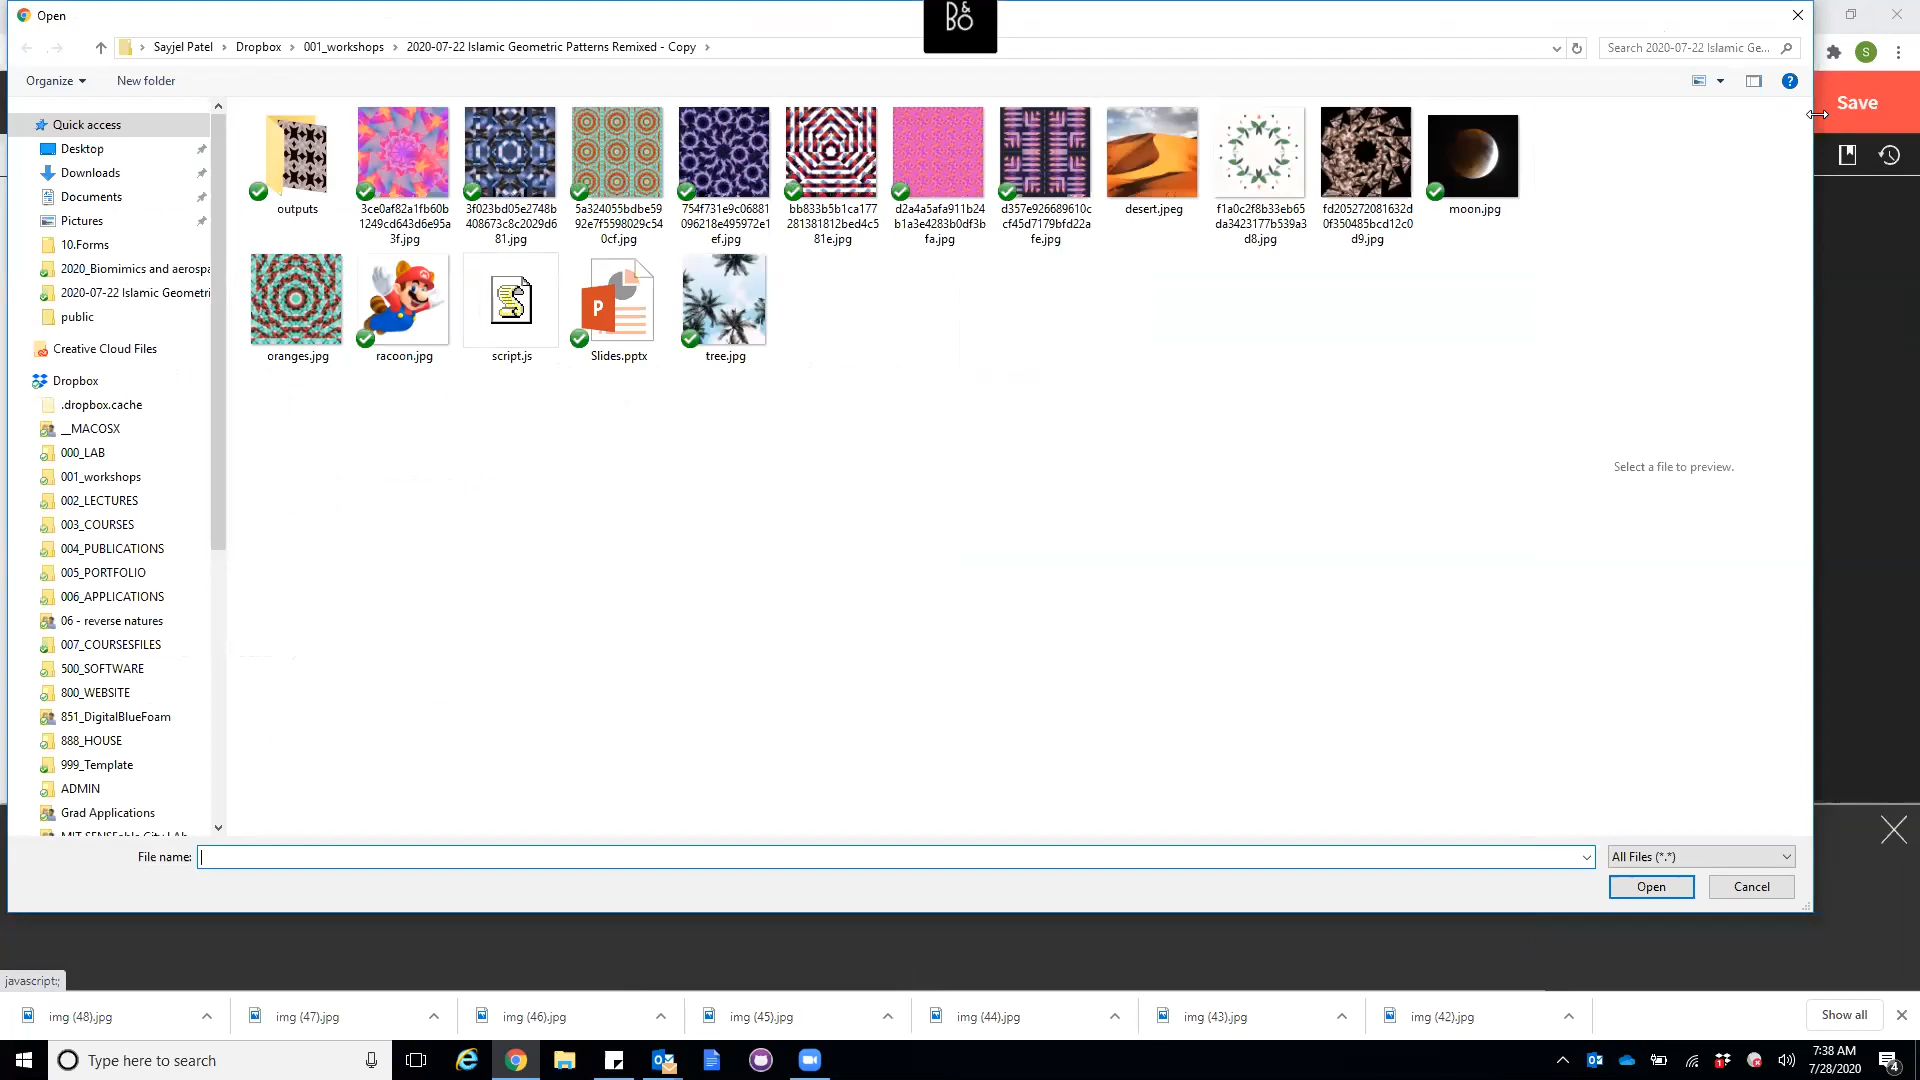 Open
B&O
Sayjel Patel
Dropbox
001_workshops
2020-07-22 Islamic Geometric Patterns Remixed - Copy
Search 2020-07-22 Islamic Ge...
S
Organize
New folder
?
Save
Quick access
Desktop
Downloads
Documents
Pictures
10.Forms
2020_Biomimics and aerospa
2020-07-22 Islamic Geometri
public
Creative Cloud Files
Dropbox
.dropbox.cache
__MACOSX
000_LAB
001_workshops
002_LECTURES
003_COURSES
004_PUBLICATIONS
005_PORTFOLIO
006_APPLICATIONS
06 - reverse natures
007_COURSESFILES
500_SOFTWARE
800_WEBSITE
851_DigitalBlueFoam
888_HOUSE
999_Template
ADMIN
Grad Applications
MIT SENSEable City Lab
outputs
3ce0af82a1fb60b
1249cd643d6e95a
3f.jpg
3f023bd05e2748b
408673c8c2029d6
81.jpg
5a324055bdbe59
92e7f5598029c54
0cf.jpg
754f731e9c06881
096218e495972e1
ef.jpg
bb833b5b1ca177
281381812bed4c5
81e.jpg
d2a4a5afa911b24
b1a3e4283b0df3b
fa.jpg
d357e926689610c
cf45d7179bfd22a
fe.jpg
desert.jpeg
f1a0c2f8b33eb65
da3423177b539a3
d8.jpg
fd205272081632d
0f350485bcd12c0
d9.jpg
moon.jpg
oranges.jpg
racoon.jpg
script.js
P
Slides.pptx
tree.jpg
Select a file to preview.
File name:
All Files (*.*)
Open
Cancel
javascript:;
img (48).jpg
img (47).jpg
img (46).jpg
img (45).jpg
img (44).jpg
img (43).jpg
img (42).jpg
Show all
Type here to search
7:38 AM
7/28/2020
4